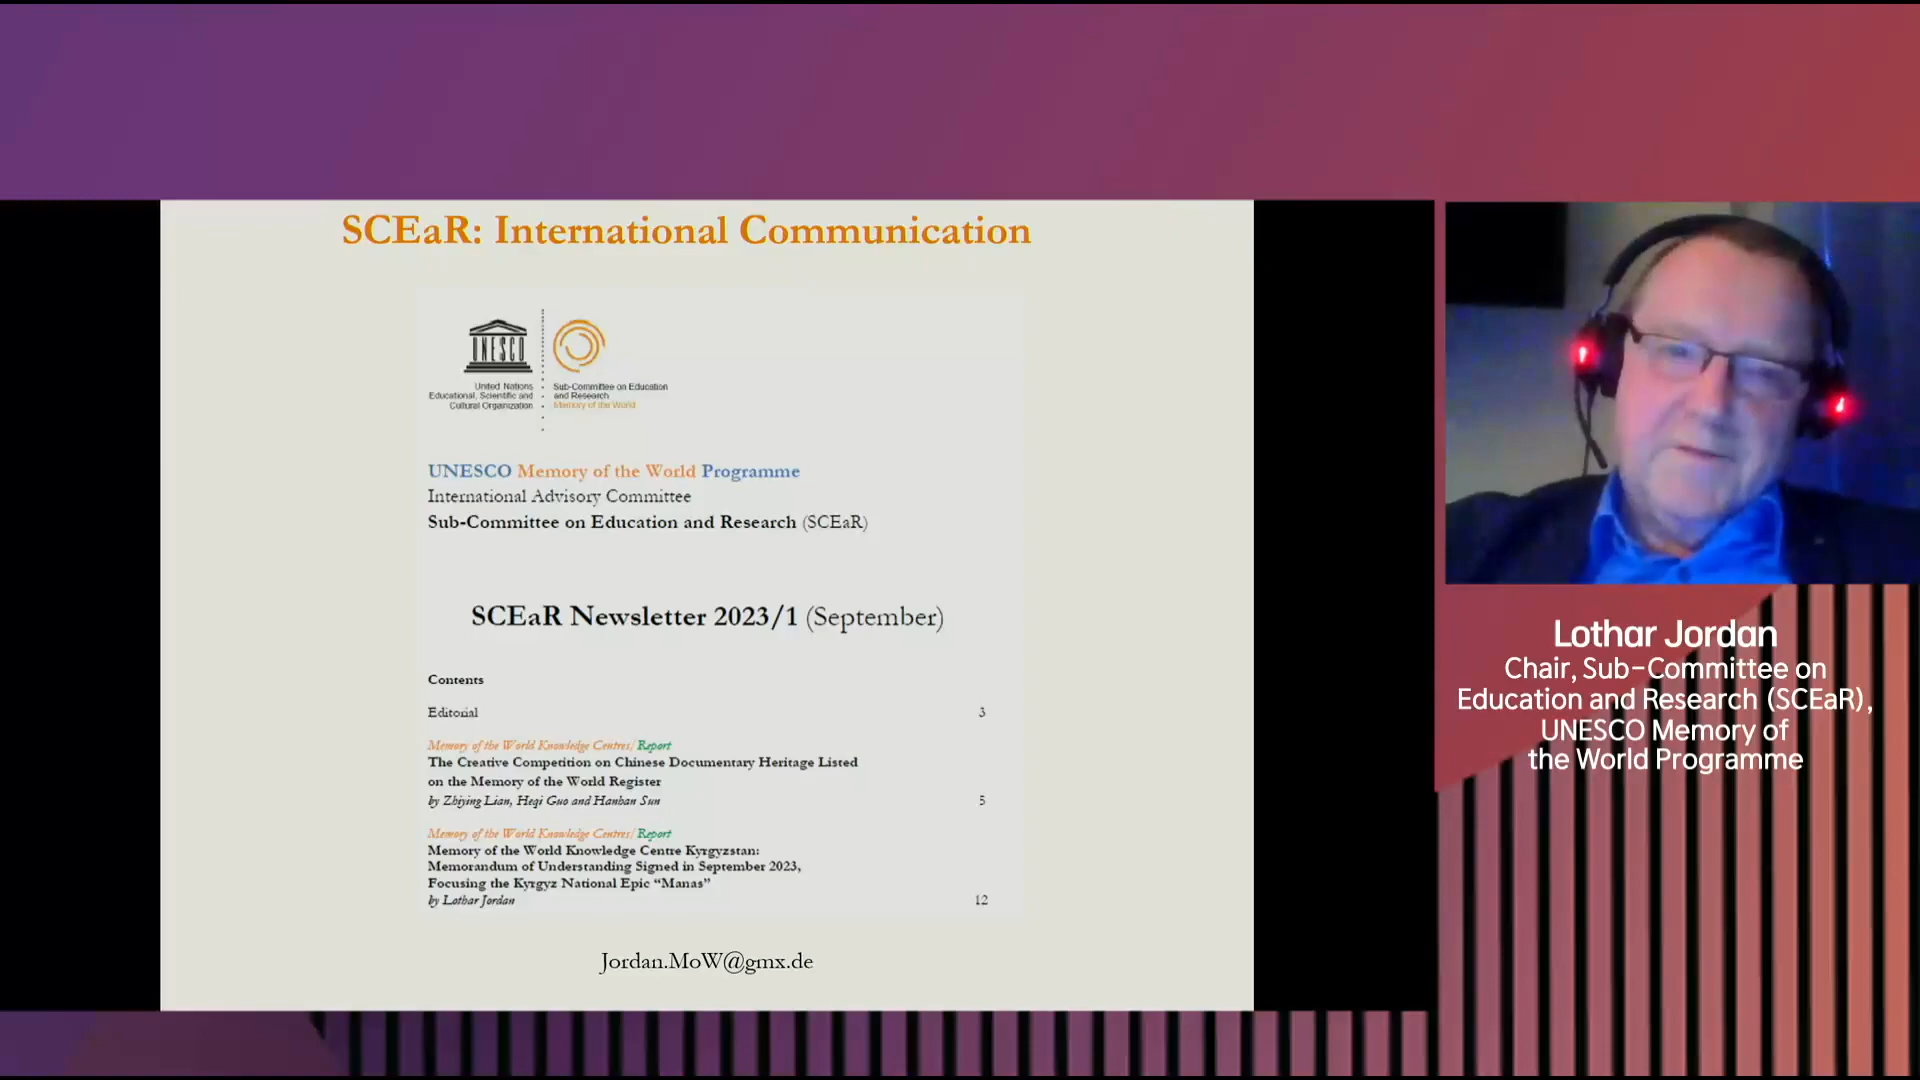 SCEaR: International Communication
UNESCO
United Nations
Educational, Scientific and
Cultural Organization
Sub-Committee on Education
and Research
Memory of the World
UNESCO Memory of the World Programme
International Advisory Committee
Sub-Committee on Education and Research (SCEaR)
SCEaR Newsletter 2023/1 (September)
Contents
Editorial 3
Memory of the World Knowledge Centres/ Report
The Creative Competition on Chinese Documentary Heritage Listed
on the Memory of the World Register
by Zhiying Lian, Heqi Guo and Hanban Sun 5
Memory of the World Knowledge Centres/ Report
Memory of the World Knowledge Centre Kyrgyzstan:
Memorandum of Understanding Signed in September 2023,
Focusing the Kyrgyz National Epic “Manas”
by Lothar Jordan 12
Jordan.MoW@gmx.de
Lothar Jordan
Chair, Sub-Committee on
Education and Research (SCEaR),
UNESCO Memory of
the World Programme